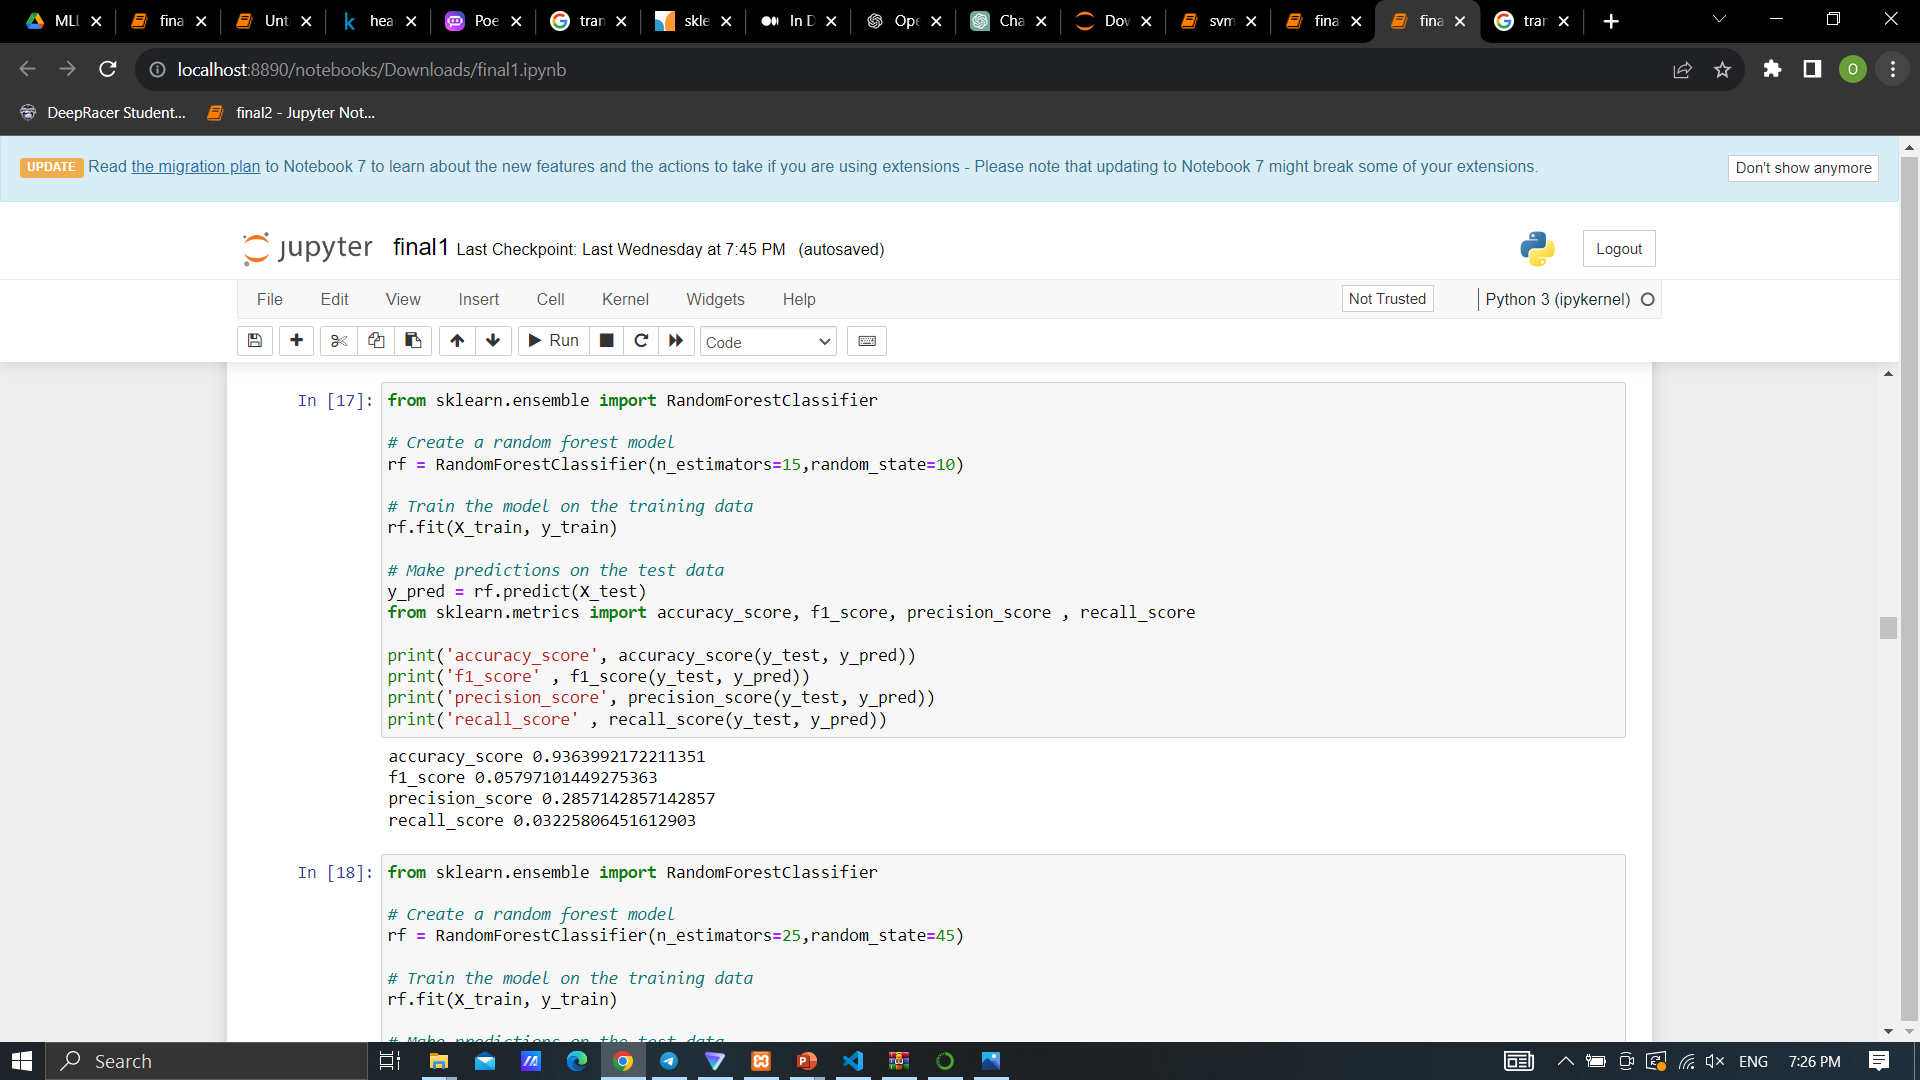 MLL fina Unt hea Poe tran skle In D Ope Cha Dov svm fina fina trar
localhost:8890/notebooks/Downloads/final1.ipynb
O
DeepRacer Student... final2 - Jupyter Not...
UPDATE Read the migration plan to Notebook 7 to learn about the new features and the actions to take if you are using extensions - Please note that updating to Notebook 7 might break some of your extensions. Don't show anymore
jupyter final1 Last Checkpoint: Last Wednesday at 7:45 PM (autosaved) Logout
File Edit View Insert Cell Kernel Widgets Help Not Trusted Python 3 (ipykernel)
Run Code
In [17]: from sklearn.ensemble import RandomForestClassifier
# Create a random forest model
rf = RandomForestClassifier(n_estimators=15,random_state=10)
# Train the model on the training data
rf.fit(X_train, y_train)
# Make predictions on the test data
y_pred = rf.predict(X_test)
from sklearn.metrics import accuracy_score, f1_score, precision_score , recall_score
print('accuracy_score', accuracy_score(y_test, y_pred))
print('f1_score' , f1_score(y_test, y_pred))
print('precision_score', precision_score(y_test, y_pred))
print('recall_score' , recall_score(y_test, y_pred))
accuracy_score 0.9363992172211351
f1_score 0.05797101449275363
precision_score 0.2857142857142857
recall_score 0.03225806451612903
In [18]: from sklearn.ensemble import RandomForestClassifier
# Create a random forest model
rf = RandomForestClassifier(n_estimators=25,random_state=45)
# Train the model on the training data
rf.fit(X_train, y_train)
# Make predictions on the test data
Search ENG 7:26 PM